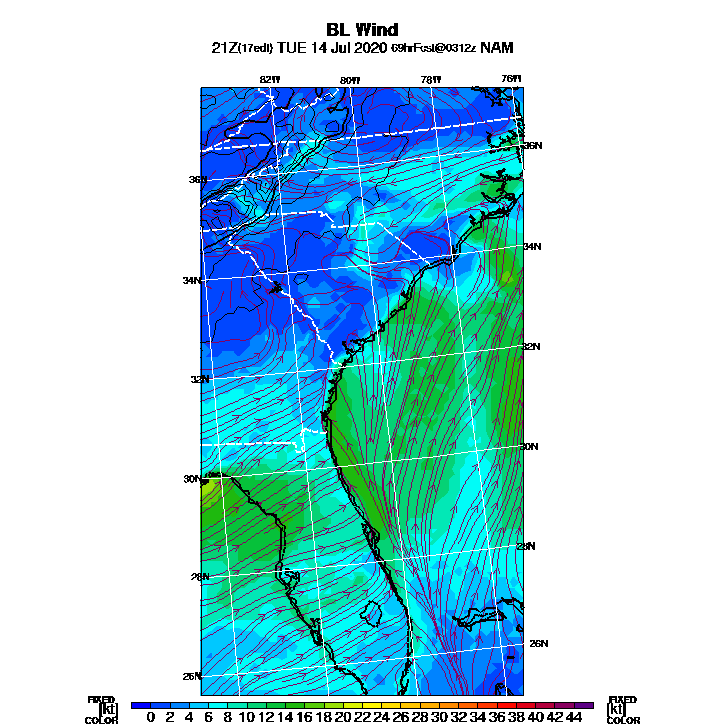 BL Wind
21Z(17edt) TUE 14 Jul 2020 69hrFcst@0312z NAM
82W 80W 78W 76W
36N
36N
34N
34N
32N
32N
30N
30N
28N
28N
26N
26N
FIXED FIXED
[kt] 0 2 4 6 8 10 12 14 16 18 20 22 24 26 28 30 32 34 36 38 40 42 44 [kt]
COLOR COLOR